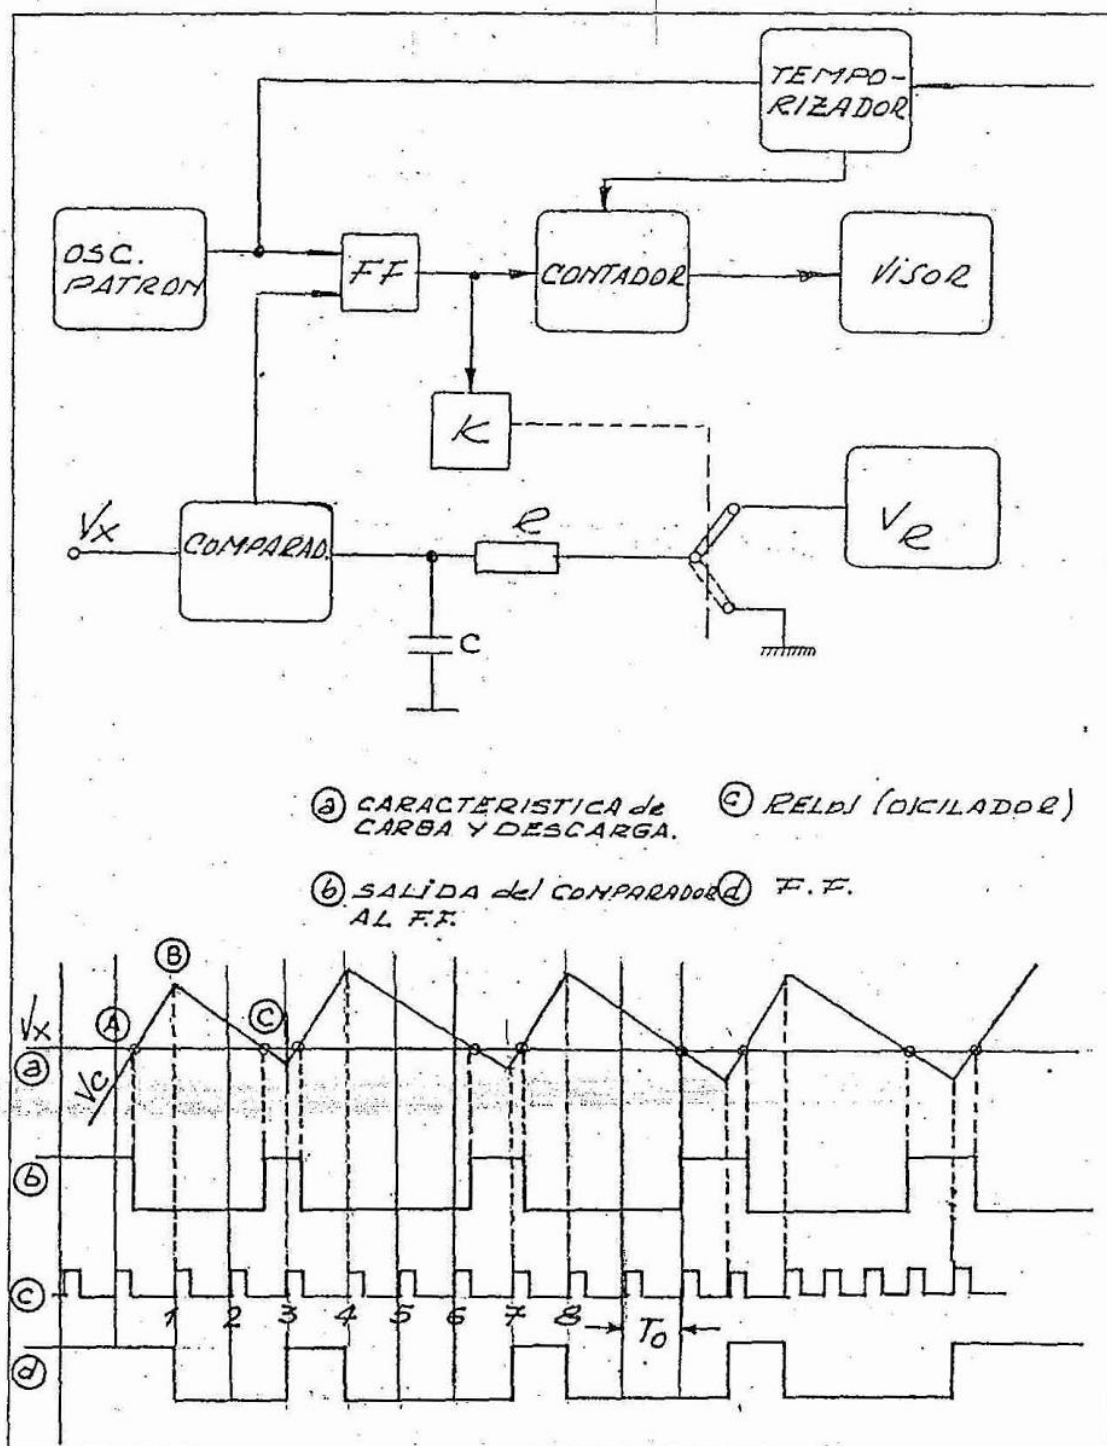 TEMPO-
RIZADOR
OSC.
PATRON
FF
CONTADOR
VISOR
K
Vx
COMPARAD.
R
VR
C
ⓐ CARACTERISTICA de
CARGA Y DESCARGA.
ⓒ RELOJ (OSCILADOR)
ⓑ SALIDA del COMPARADOR
AL F.F.
ⓓ F.F.
Ⓑ
Ⓐ
Ⓒ
Vx
ⓐ
Vc
ⓑ
ⓒ
1 2 3 4 5 6 7 8
To
ⓓ